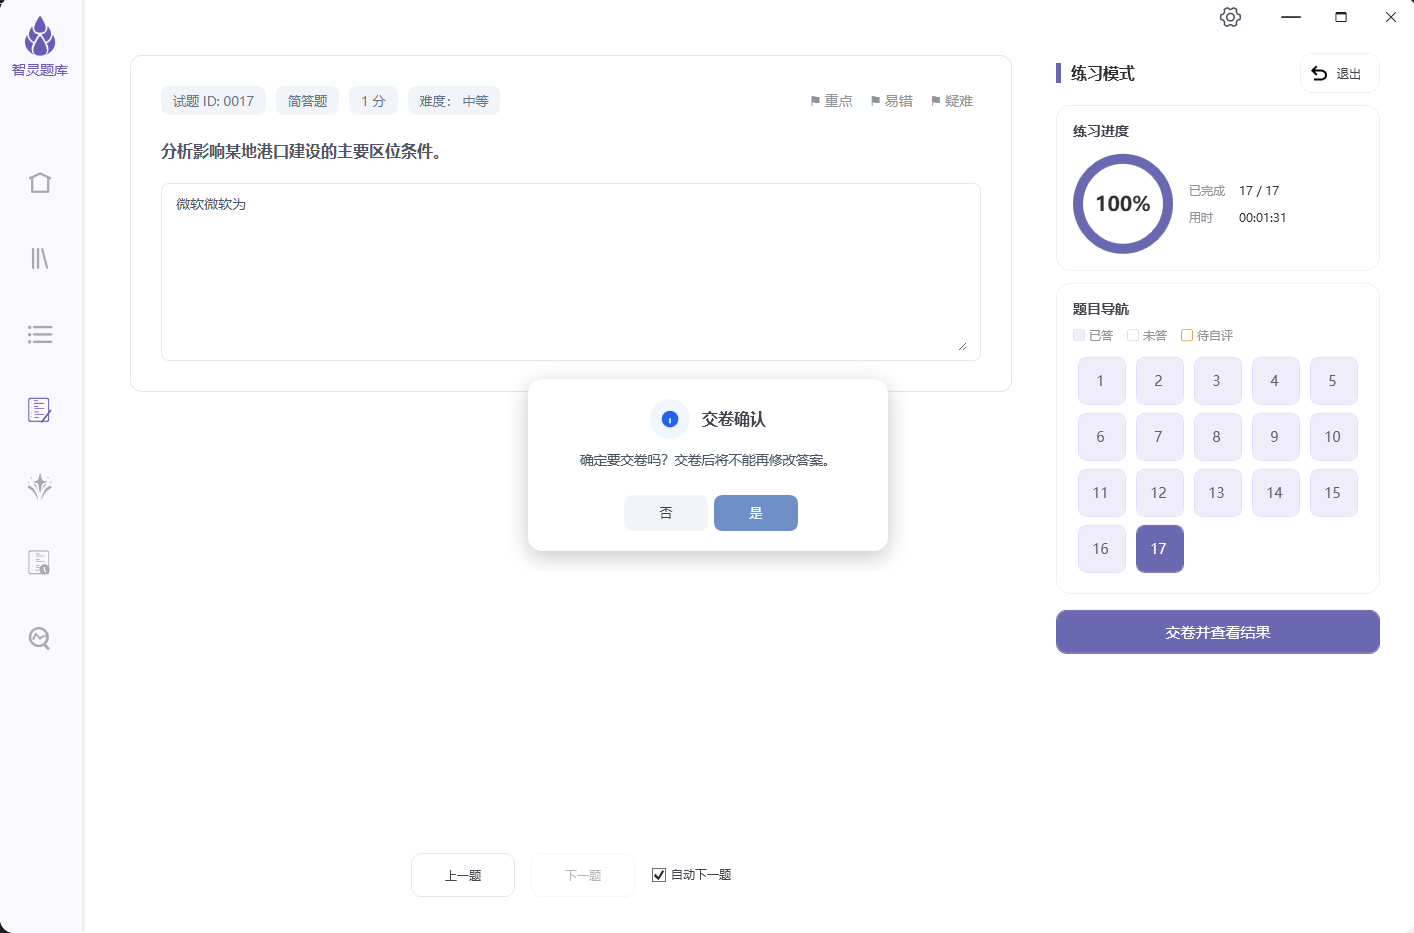 智灵题库
试题 ID: 0017
简答题
1 分
难度： 中等
重点
易错
疑难
分析影响某地港口建设的主要区位条件。
微软微软为
交卷确认
确定要交卷吗？交卷后将不能再修改答案。
否
是
上一题
下一题
自动下一题
练习模式
退出
练习进度
100%
已完成 17 / 17
用时 00:01:31
题目导航
已答 未答 待自评
1 2 3 4 5
6 7 8 9 10
11 12 13 14 15
16 17
交卷并查看结果